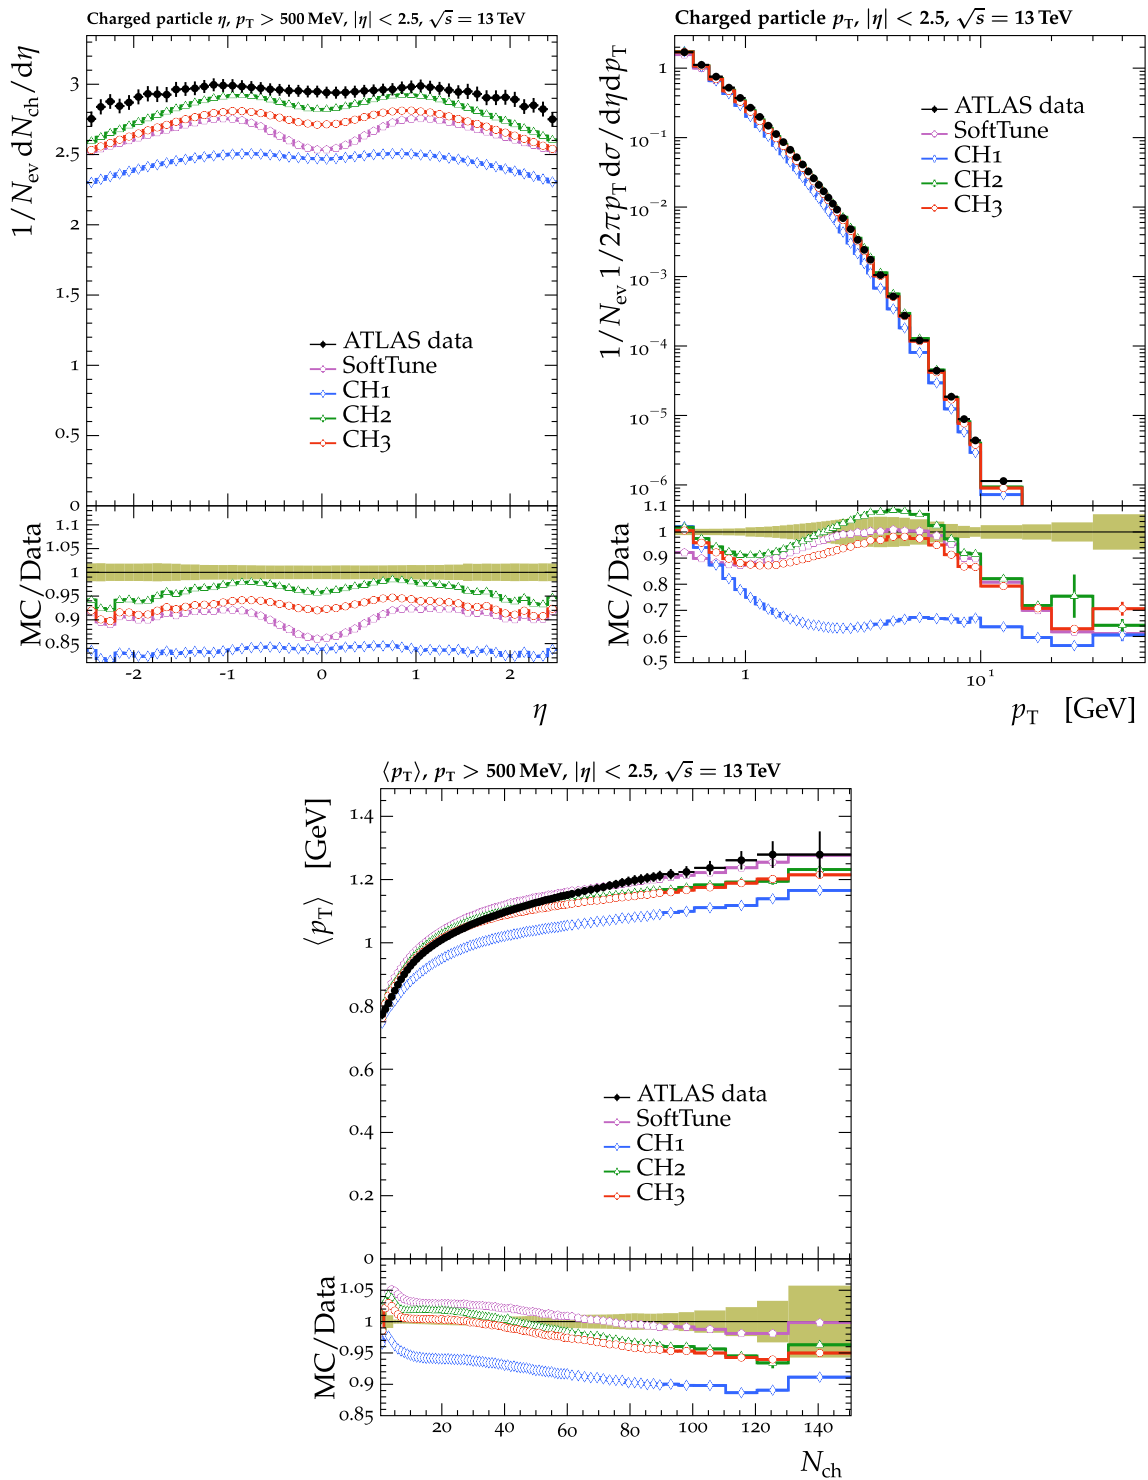 Charged particle η, pT > 500 MeV, |η| < 2.5, √s = 13 TeV
1/Nev dNch/dη
3
2.5
2
1.5
1
0.5
0
ATLAS data
SoftTune
CH1
CH2
CH3
MC/Data
1.1
1.05
1
0.95
0.9
0.85
-2 -1 0 1 2
η
Charged particle pT, |η| < 2.5, √s = 13 TeV
1/Nev 1/2πpT dσ/dηdpT
1
10⁻¹
10⁻²
10⁻³
10⁻⁴
10⁻⁵
10⁻⁶
ATLAS data
SoftTune
CH1
CH2
CH3
MC/Data
1.1
1
0.9
0.8
0.7
0.6
0.5
1 10¹
pT [GeV]
⟨pT⟩, pT > 500 MeV, |η| < 2.5, √s = 13 TeV
⟨pT⟩ [GeV]
1.4
1.2
1
0.8
0.6
0.4
0.2
0
ATLAS data
SoftTune
CH1
CH2
CH3
MC/Data
1.05
1
0.95
0.9
0.85
20 40 60 80 100 120 140
Nch